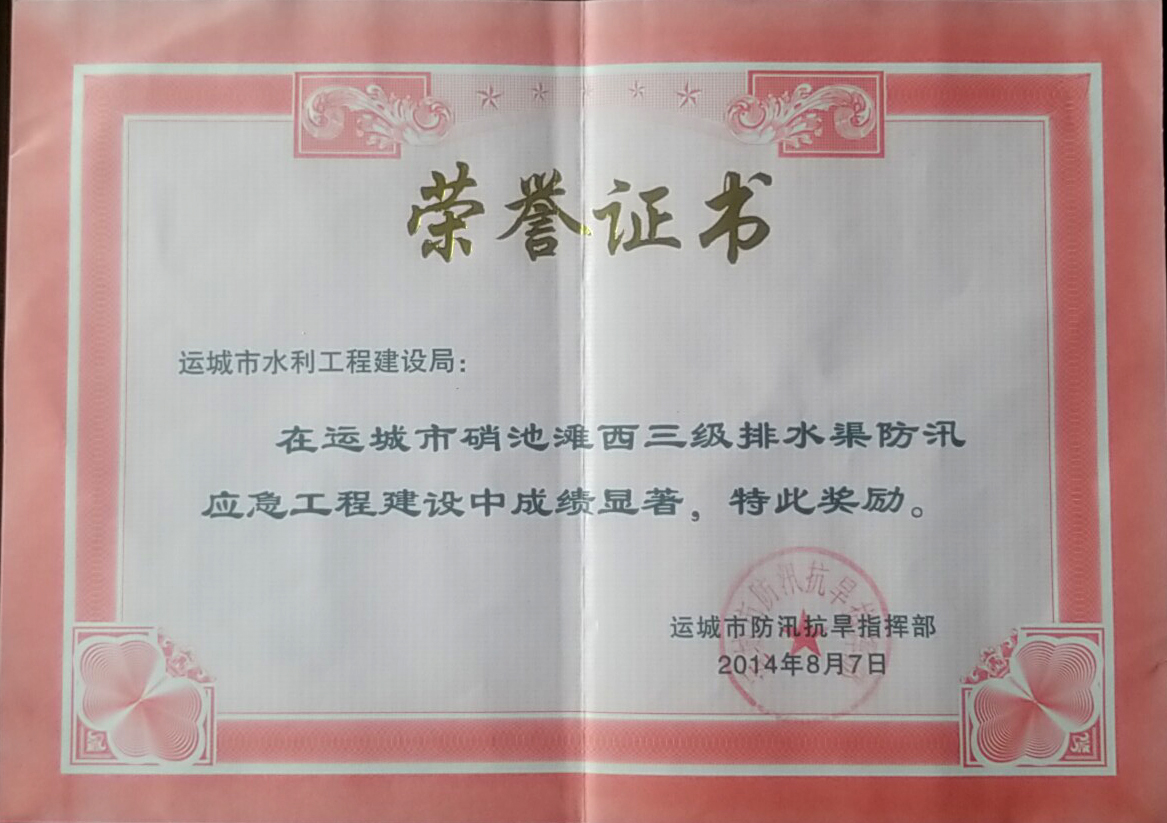 荣誉证书
运城市水利工程建设局：
在运城市硝池滩西三级排水渠防汛
应急工程建设中成绩显著，特此奖励。
运城市防汛抗旱指挥部
2014年8月7日